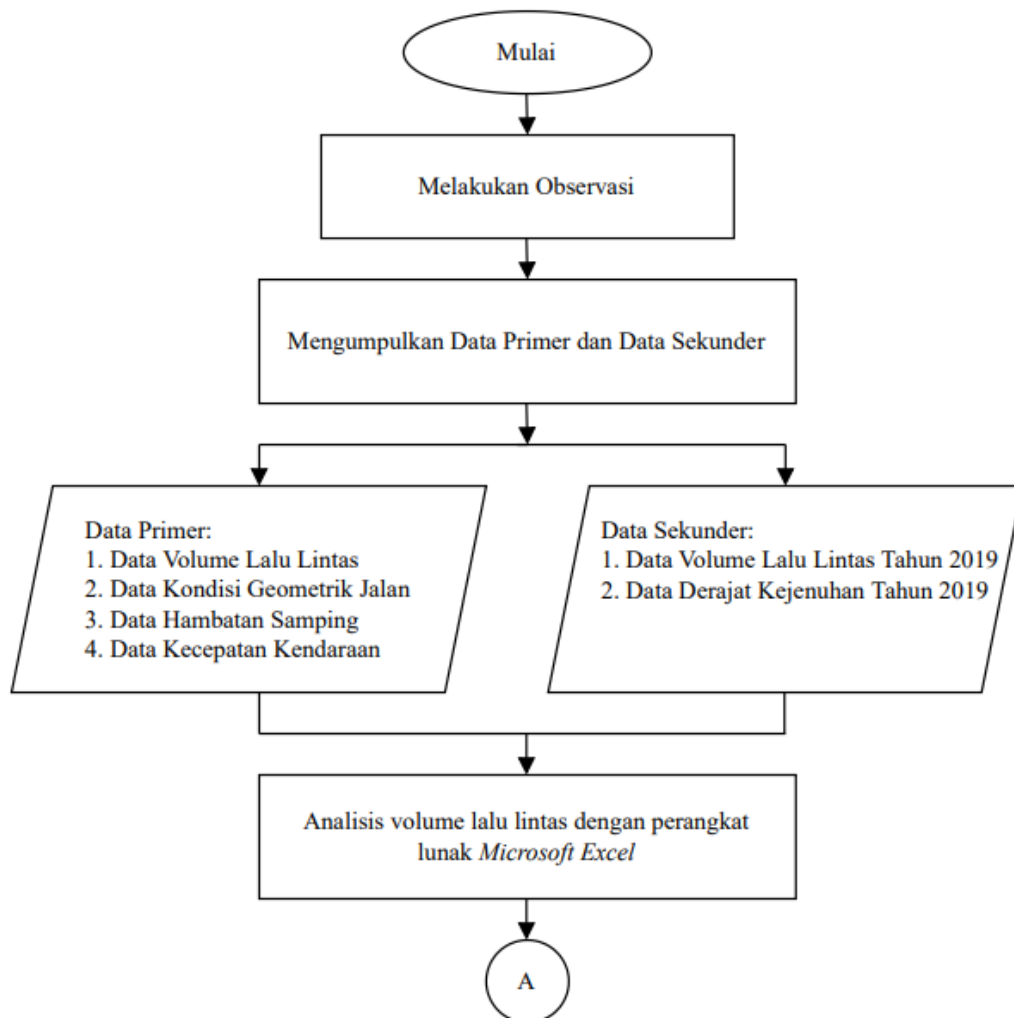 Mulai
Melakukan Observasi
Mengumpulkan Data Primer dan Data Sekunder
Data Primer:
1. Data Volume Lalu Lintas
2. Data Kondisi Geometrik Jalan
3. Data Hambatan Samping
4. Data Kecepatan Kendaraan
Data Sekunder:
1. Data Volume Lalu Lintas Tahun 2019
2. Data Derajat Kejenuhan Tahun 2019
Analisis volume lalu lintas dengan perangkat
lunak Microsoft Excel
A